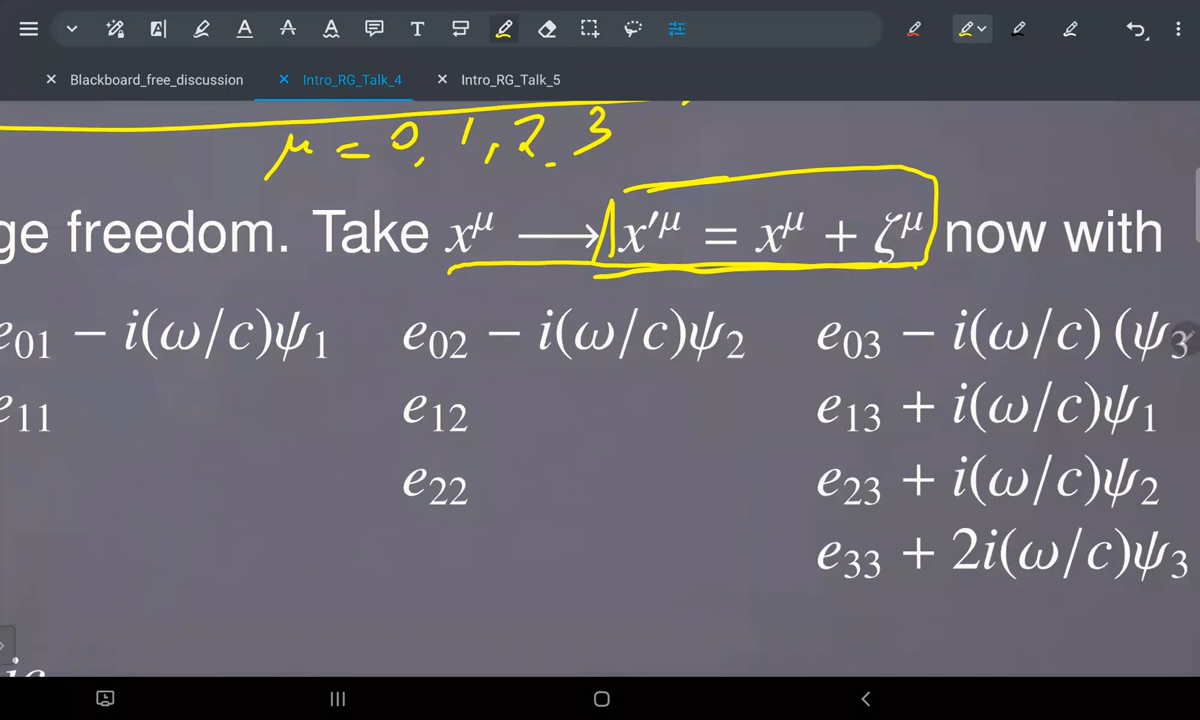 Blackboard_free_discussion Intro_RG_Talk_4 Intro_RG_Talk_5
μ = 0, 1, 2, 3
ge freedom. Take x^μ ⟶ x′^μ = x^μ + ζ^μ now with
e₀₁ − i(ω/c)ψ₁ e₀₂ − i(ω/c)ψ₂ e₀₃ − i(ω/c) (ψ₃
e₁₁ e₁₂ e₁₃ + i(ω/c)ψ₁
e₂₂ e₂₃ + i(ω/c)ψ₂
e₃₃ + 2i(ω/c)ψ₃